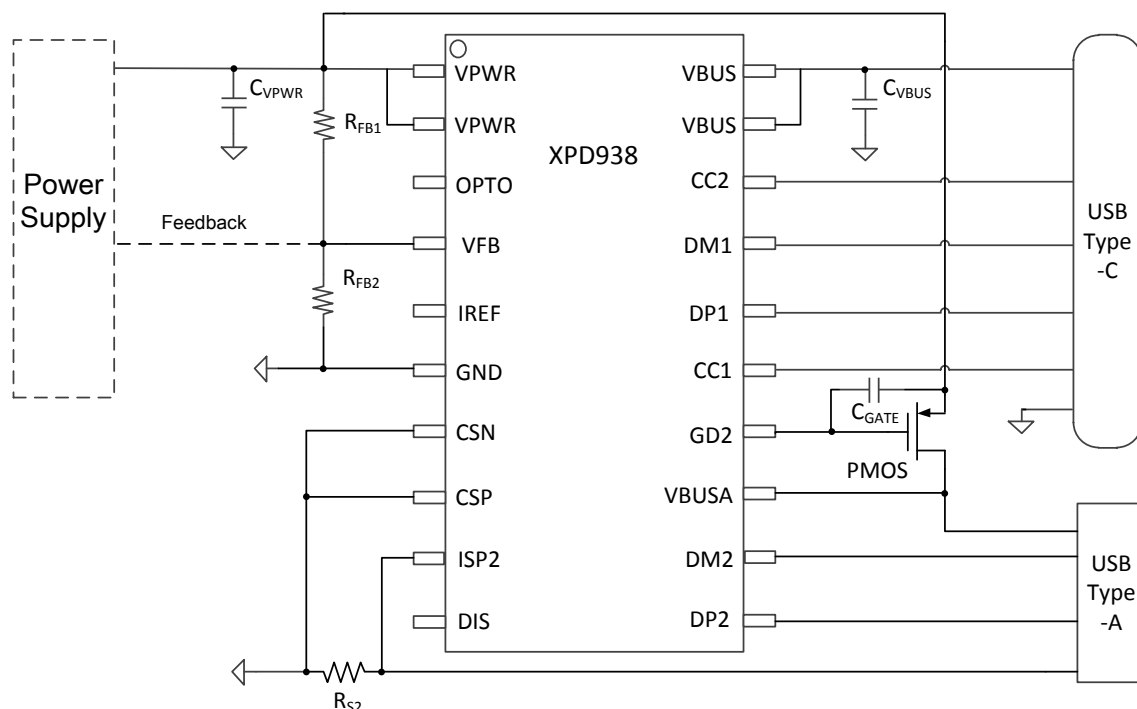 Power
Supply
Feedback
CVPWR
RFB1
RFB2
XPD938
VPWR
VPWR
OPTO
VFB
IREF
GND
CSN
CSP
ISP2
DIS
RS2
VBUS
VBUS
CC2
DM1
DP1
CC1
GD2
VBUSA
DM2
DP2
CVBUS
CGATE
PMOS
USB
Type
-C
USB
Type
-A